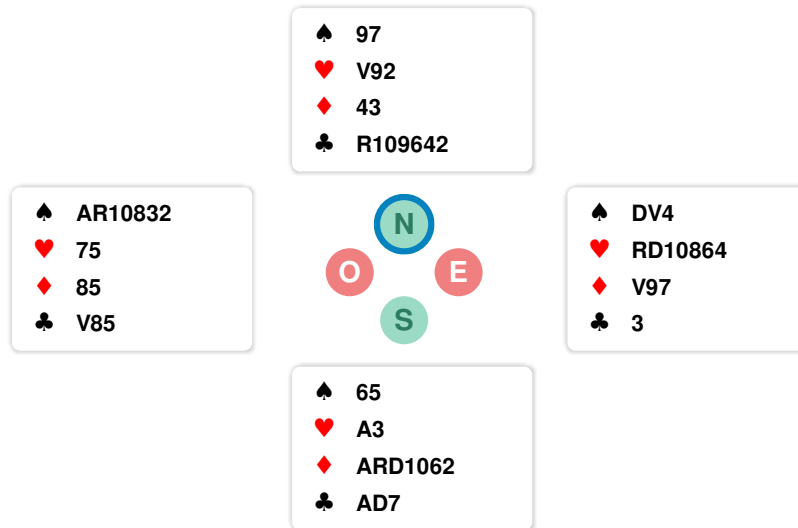 ♠ 97
♥ V92
♦ 43
♣ R109642
♠ AR10832
♥ 75
♦ 85
♣ V85
N
O E
S
♠ DV4
♥ RD10864
♦ V97
♣ 3
♠ 65
♥ A3
♦ ARD1062
♣ AD7